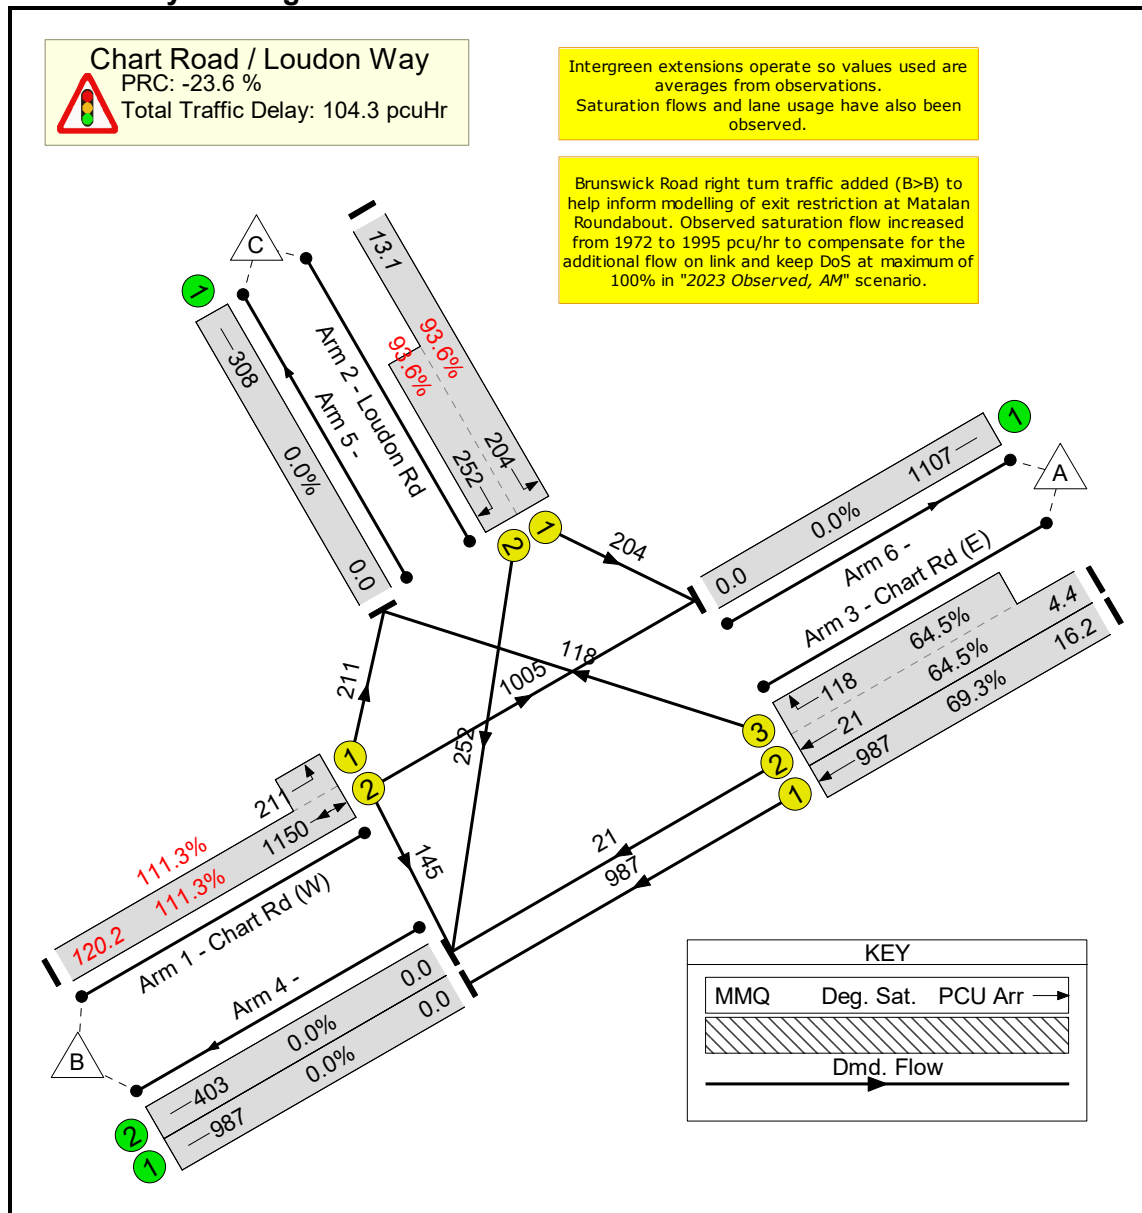 Chart Road / Loudon Way
PRC: -23.6 %
Total Traffic Delay: 104.3 pcuHr
Intergreen extensions operate so values used are
averages from observations.
Saturation flows and lane usage have also been
observed.
Brunswick Road right turn traffic added (B>B) to
help inform modelling of exit restriction at Matalan
Roundabout. Observed saturation flow increased
from 1972 to 1995 pcu/hr to compensate for the
additional flow on link and keep DoS at maximum of
100% in "2023 Observed, AM" scenario.
C
1
308
0.0%
0.0
Arm 5 -
Arm 2 - Loudon Rd
13.1
93.6%
93.6%
252
204
2
1
204
1
A
1107
0.0%
0.0
Arm 6 -
Arm 3 - Chart Rd (E)
64.5%
4.4
118
64.5%
16.2
21
69.3%
987
3
2
1
118
1005
211
252
145
21
987
1
2
211
1150
111.3%
111.3%
120.2
Arm 1 - Chart Rd (W)
Arm 4 -
B
0.0
0.0%
403
0.0
0.0%
987
2
1
KEY
MMQ Deg. Sat. PCU Arr
Dmd. Flow